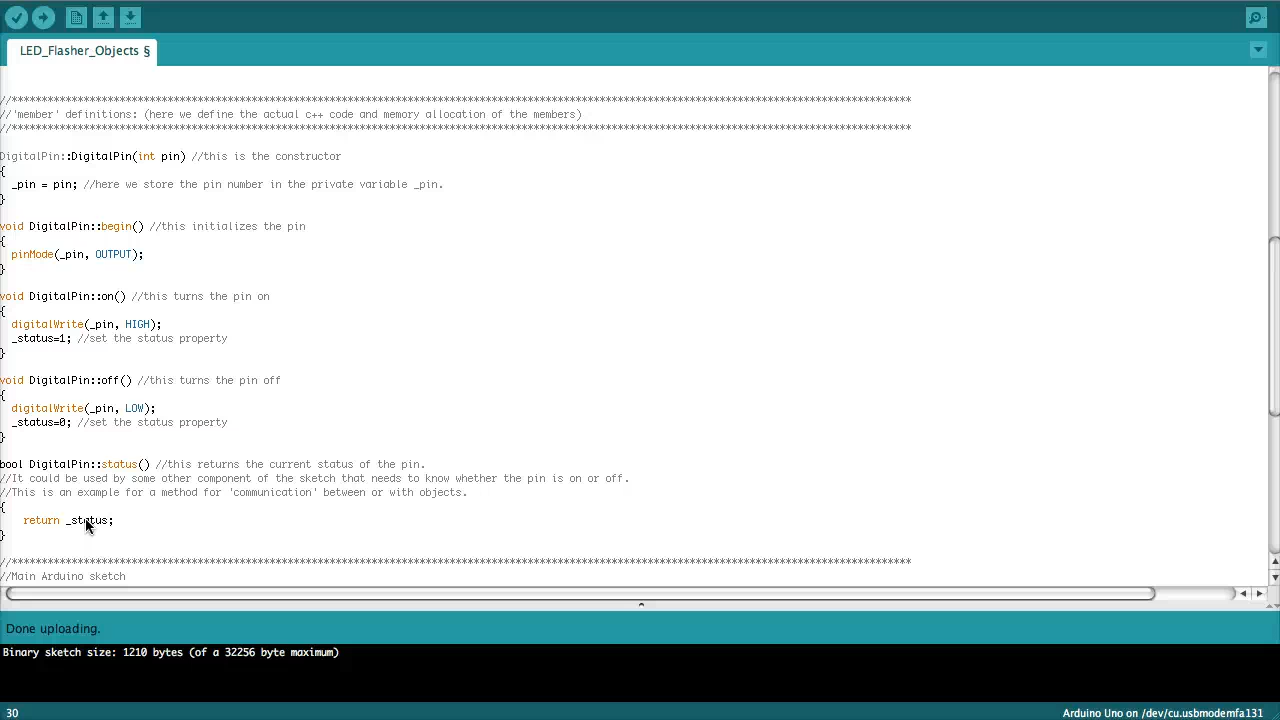 LED_Flasher_Objects §
//******************************************************************************************************************************************************
//'member' definitions: (here we define the actual c++ code and memory allocation of the members)
//******************************************************************************************************************************************************
DigitalPin::DigitalPin(int pin) //this is the constructor
{
_pin = pin; //here we store the pin number in the private variable _pin.
}
void DigitalPin::begin() //this initializes the pin
{
pinMode(_pin, OUTPUT);
}
void DigitalPin::on() //this turns the pin on
{
digitalWrite(_pin, HIGH);
_status=1; //set the status property
}
void DigitalPin::off() //this turns the pin off
{
digitalWrite(_pin, LOW);
_status=0; //set the status property
}
bool DigitalPin::status() //this returns the current status of the pin.
//It could be used by some other component of the sketch that needs to know whether the pin is on or off.
//This is an example for a method for 'communication' between or with objects.
{
return _status;
}
//******************************************************************************************************************************************************
//Main Arduino sketch
Done uploading.
Binary sketch size: 1210 bytes (of a 32256 byte maximum)
30
Arduino Uno on /dev/cu.usbmodemfa131